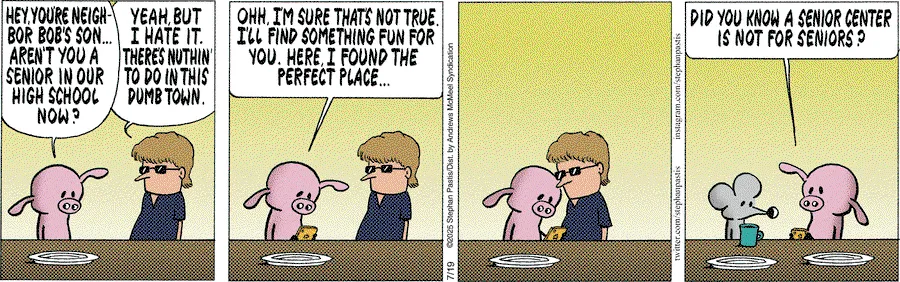 HEY, YOU'RE NEIGH-
BOR BOB'S SON...
AREN'T YOU A
SENIOR IN OUR
HIGH SCHOOL
NOW?
YEAH, BUT
I HATE IT.
THERE'S NUTHIN'
TO DO IN THIS
DUMB TOWN.
OHH, I'M SURE THAT'S NOT TRUE.
I'LL FIND SOMETHING FUN FOR
YOU. HERE, I FOUND THE
PERFECT PLACE...
©2025 Stephan Pastis/Dist. by Andrews McMeel Syndication
7/19
twitter.com/stephanpastis
instagram.com/stephanpastis
DID YOU KNOW A SENIOR CENTER
IS NOT FOR SENIORS?